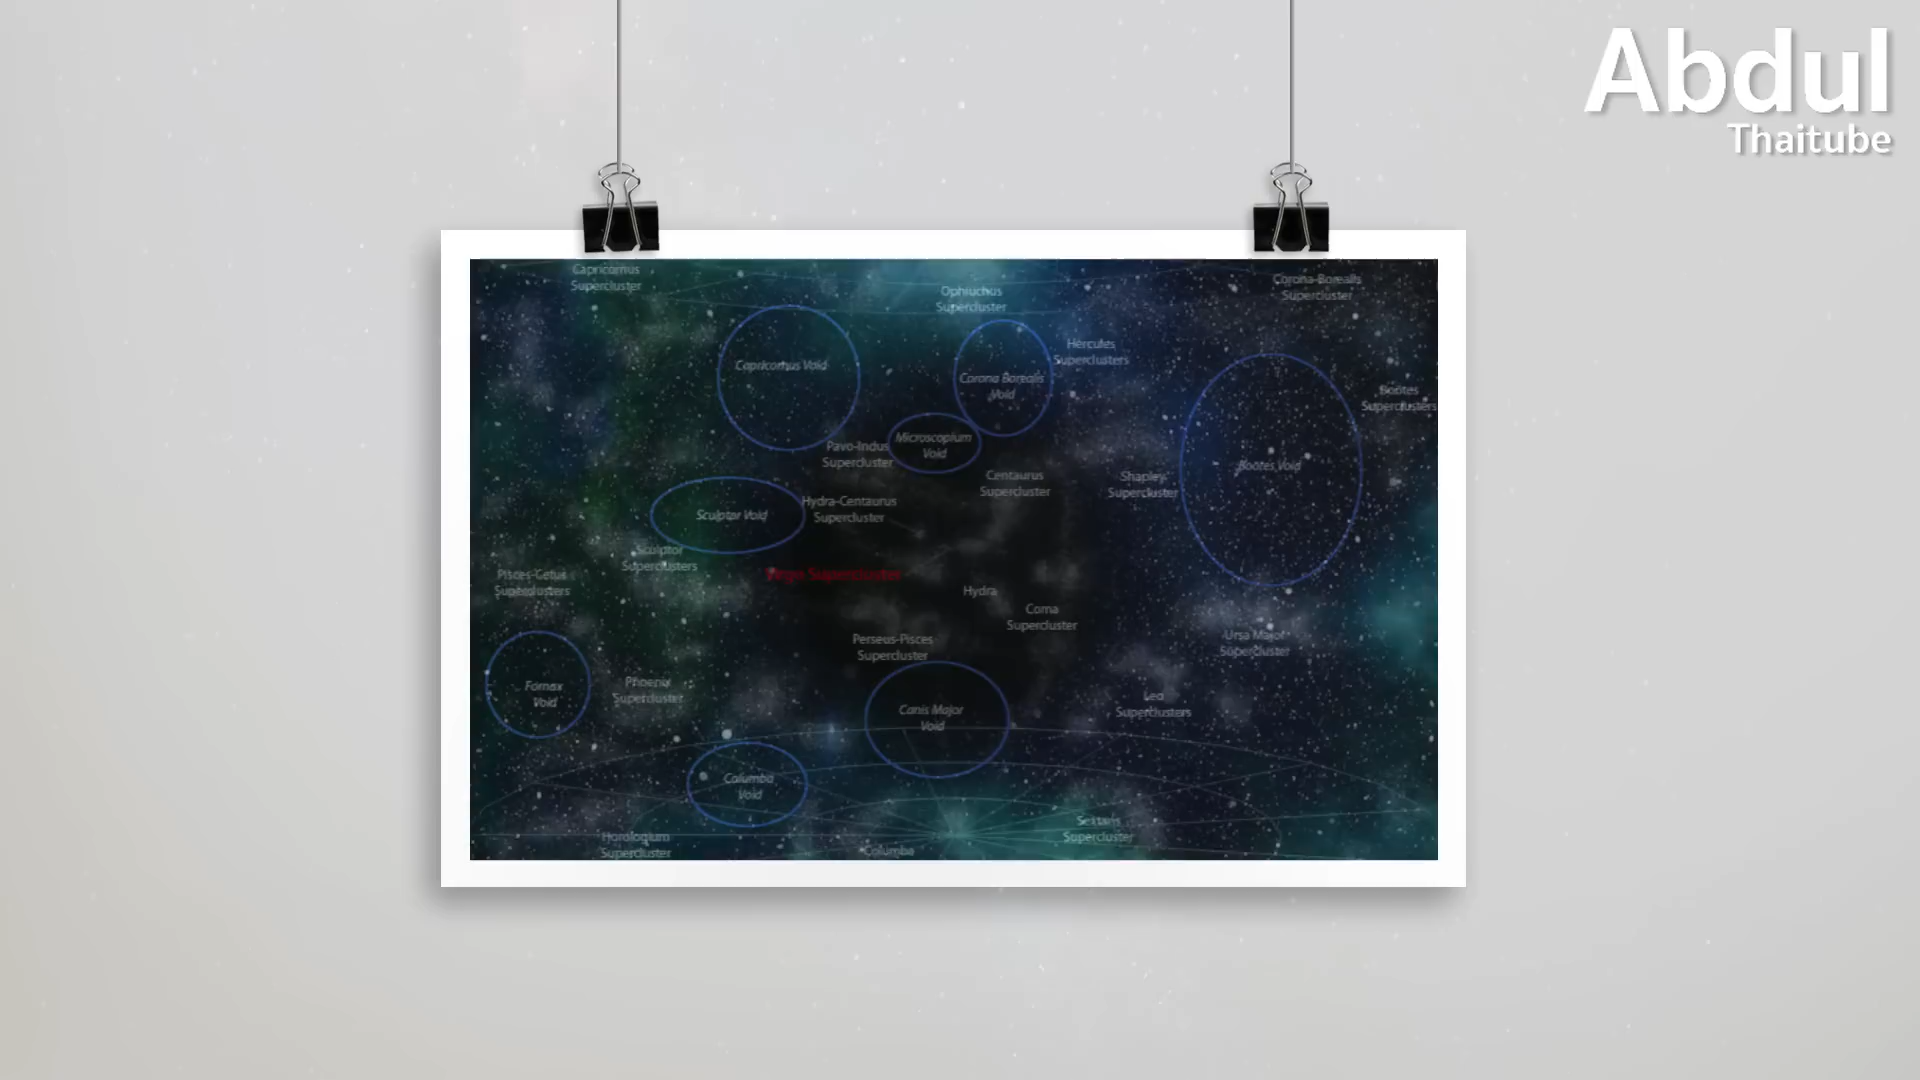 Abdul
Thaitube
Capricornus
Supercluster
Ophiuchus
Supercluster
Corona-Borealis
Supercluster
Capricornus Void
Corona Borealis
Void
Hercules
Superclusters
Bootes
Superclusters
Microscopium
Void
Pavo-Indus
Supercluster
Centaurus
Supercluster
Shapley
Supercluster
Bootes Void
Sculptor Void
Hydra-Centaurus
Supercluster
Sculptor
Superclusters
Pisces-Cetus
Superclusters
Virgo Supercluster
Hydra
Coma
Supercluster
Perseus-Pisces
Supercluster
Ursa Major
Supercluster
Fornax
Void
Phoenix
Supercluster
Canis Major
Void
Leo
Superclusters
Columba
Void
Horologium
Supercluster
Columba
Sextans
Supercluster